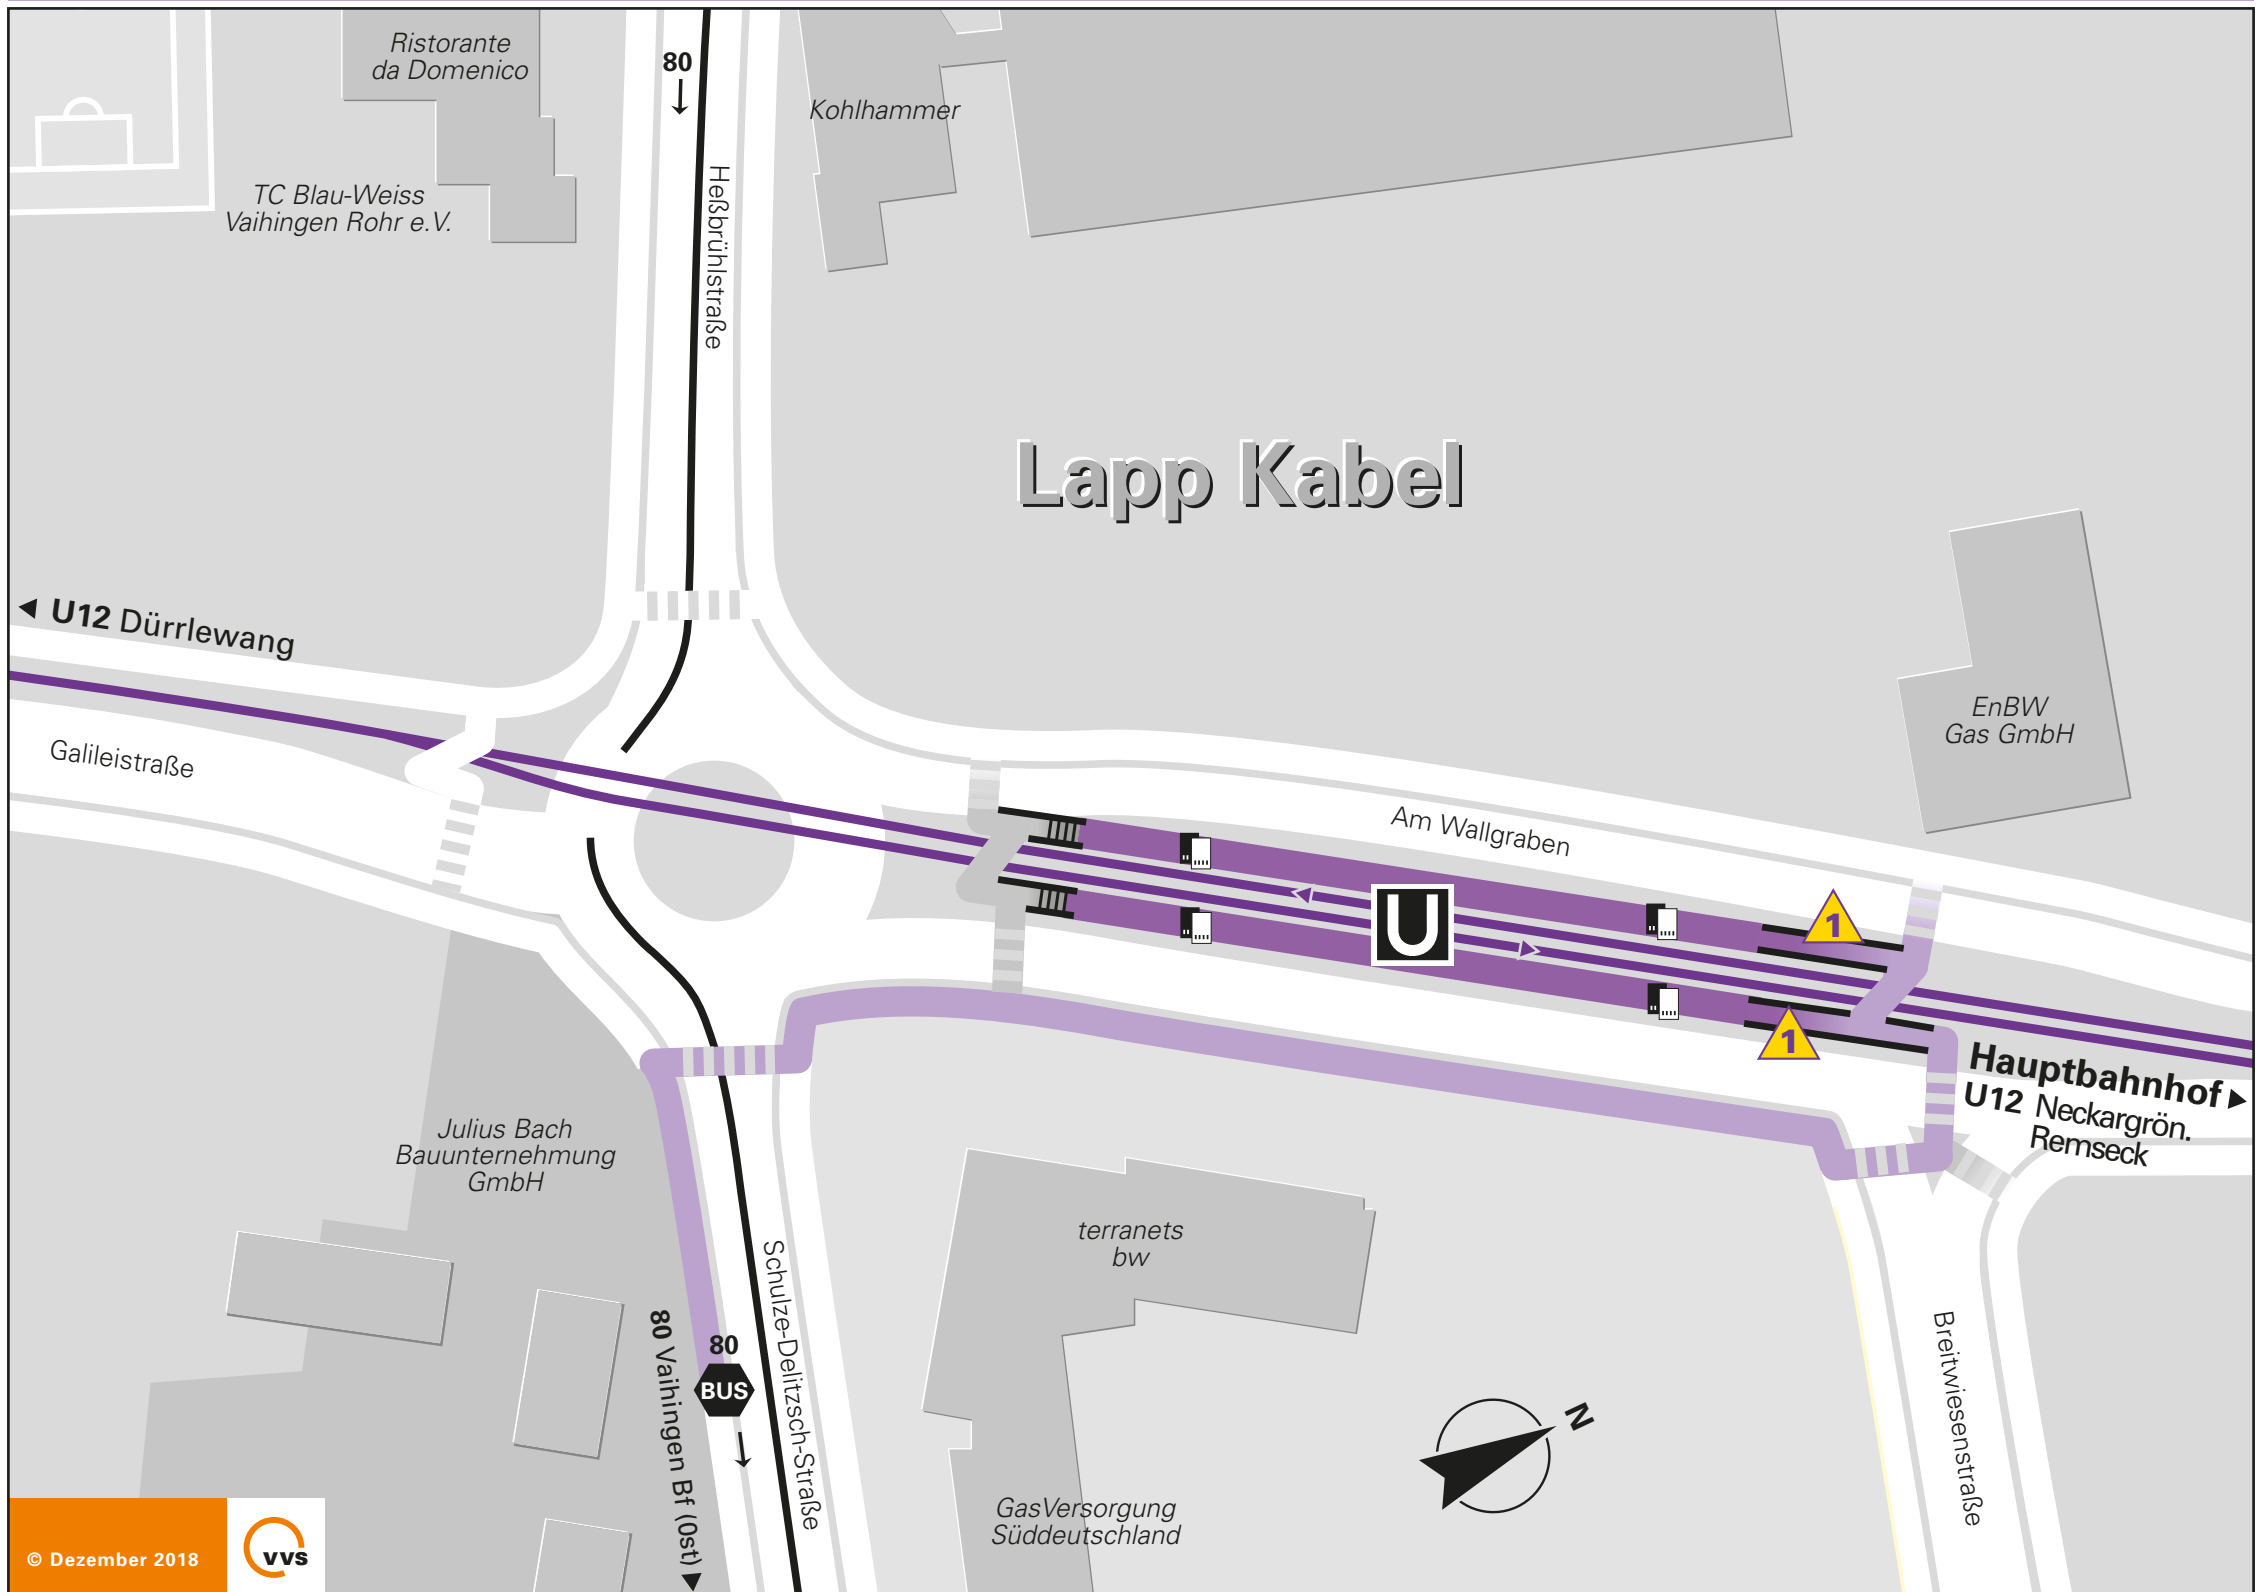 Ristorante
da Domenico
80
Kohlhammer
TC Blau-Weiss
Vaihingen Rohr e.V.
Heßbrühlstraße
Lapp Kabel
U12 Dürrlewang
Galileistraße
EnBW
Gas GmbH
Am Wallgraben
U
1
1
Hauptbahnhof
U12 Neckargrön.
Remseck
Julius Bach
Bauunternehmung
GmbH
terranets
bw
Schulze-Delitzsch-Straße
80 Vaihingen Bf (Ost)
80
BUS
Breitwiesenstraße
N
GasVersorgung
Süddeutschland
© Dezember 2018
vvs